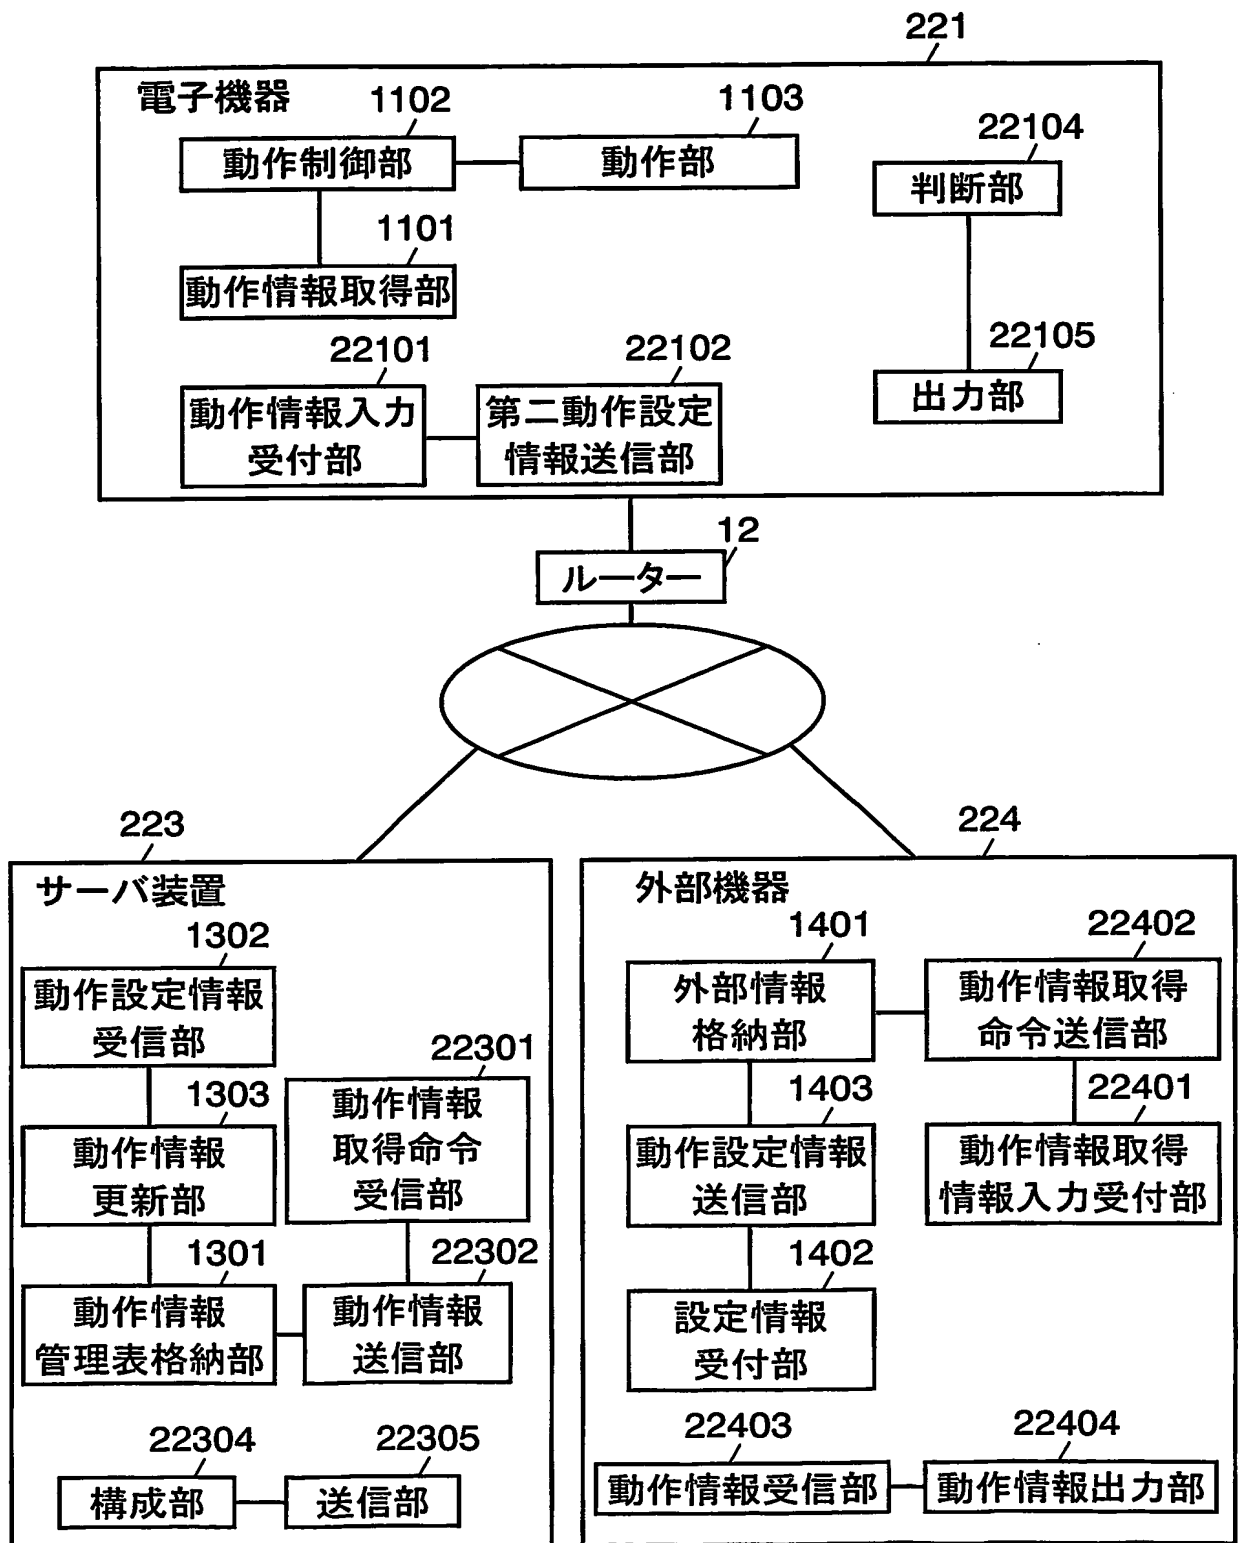 221
電子機器
1102
1103
動作制御部
動作部
22104
判断部
1101
動作情報取得部
22101
22102
22105
動作情報入力
受付部
第二動作設定
情報送信部
出力部
12
ルーター
223
サーバ装置
1302
動作設定情報
受信部
22301
1303
動作情報
取得命令
受信部
動作情報
更新部
1301
22302
動作情報
管理表格納部
動作情報
送信部
22304
22305
構成部
送信部
224
外部機器
1401
22402
外部情報
格納部
動作情報取得
命令送信部
1403
22401
動作設定情報
送信部
動作情報取得
情報入力受付部
1402
設定情報
受付部
22403
22404
動作情報受信部
動作情報出力部